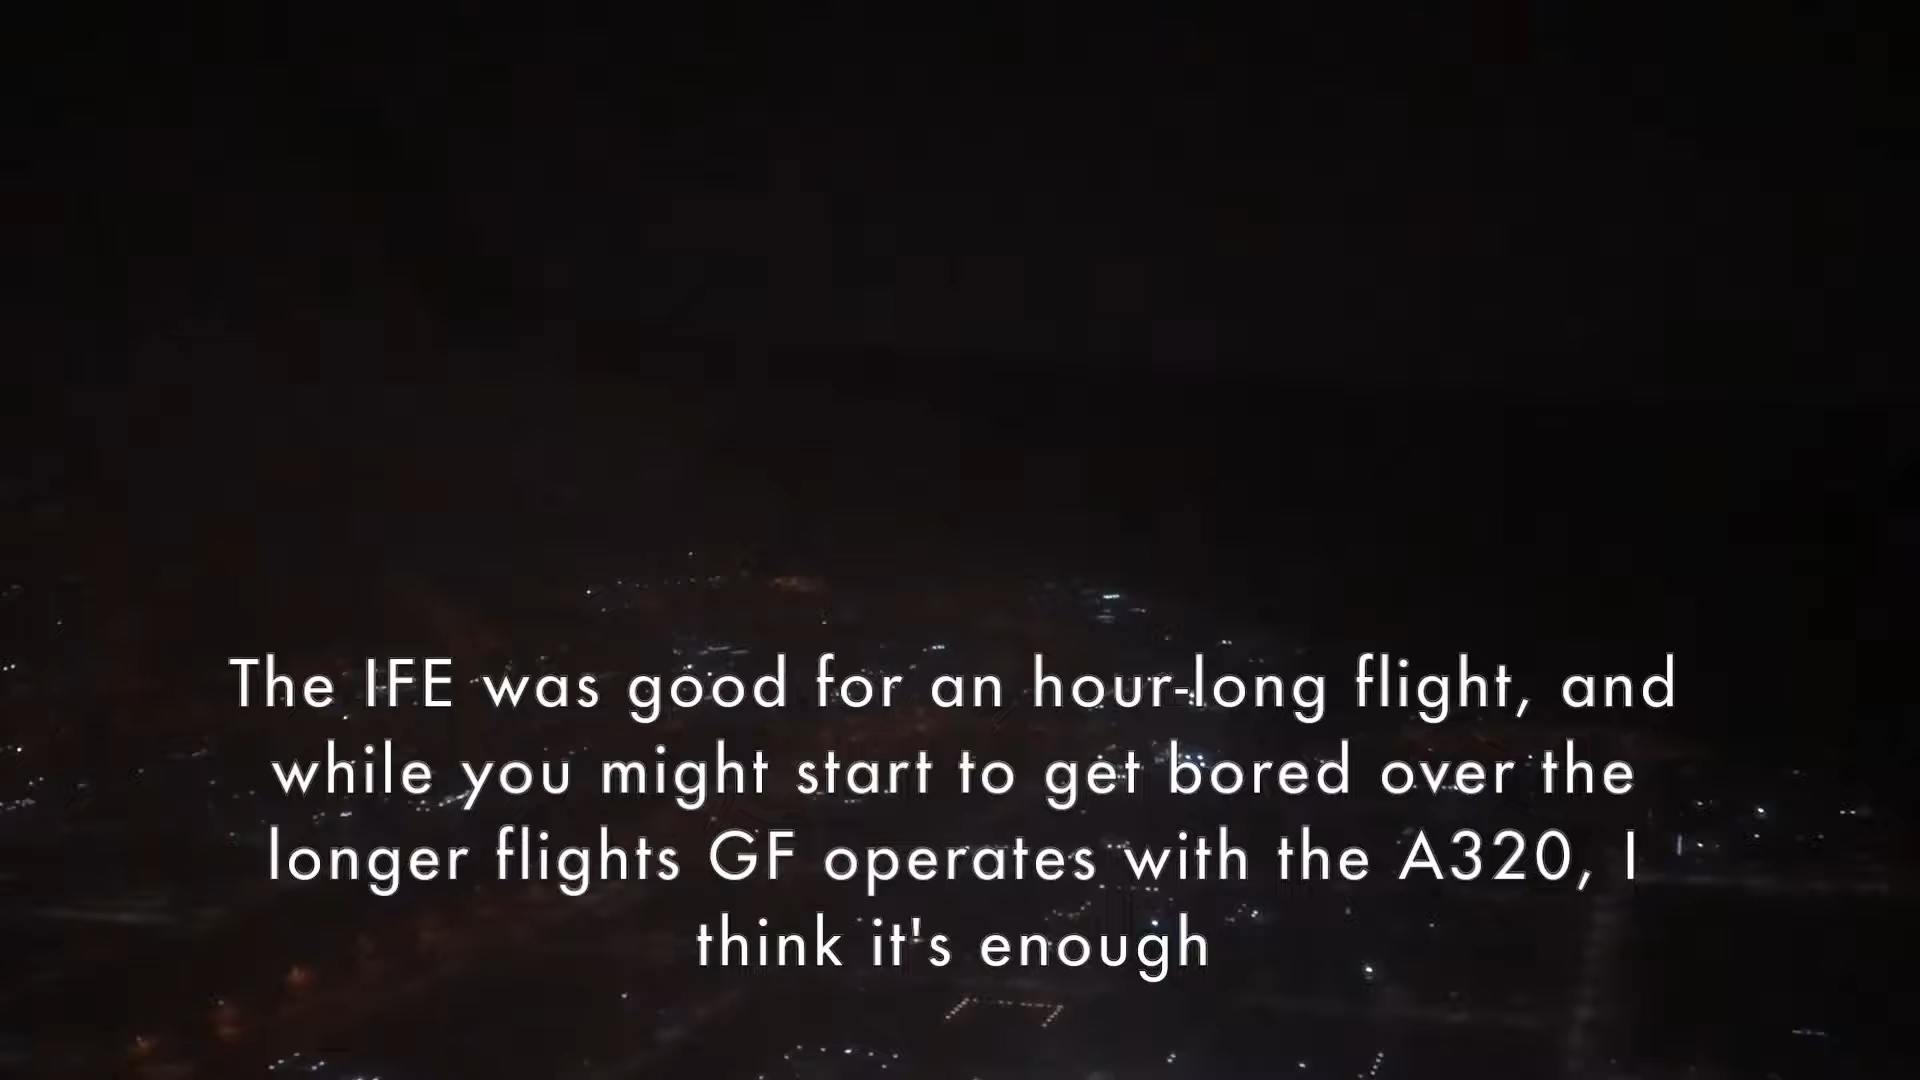 The IFE was good for an hour-long flight, and
while you might start to get bored over the
longer flights GF operates with the A320, I
think it's enough